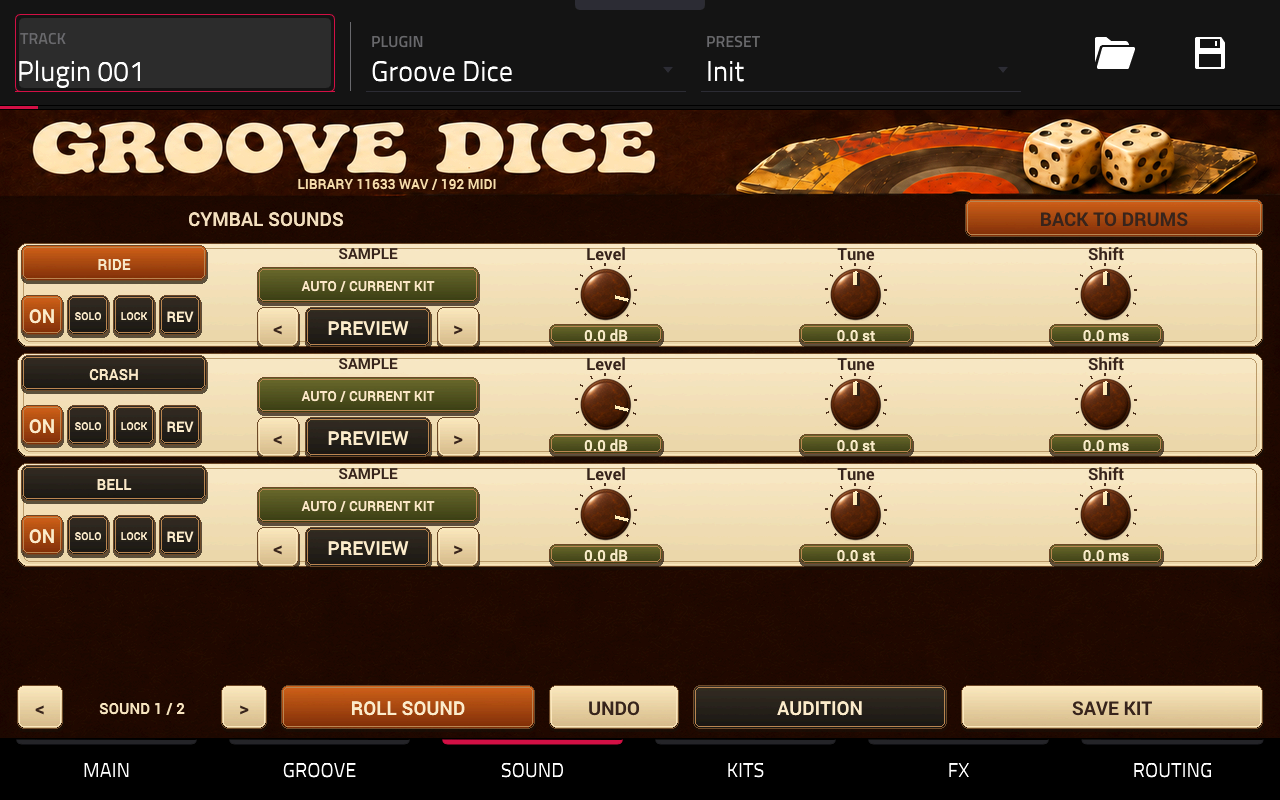 TRACK
Plugin 001
PLUGIN
Groove Dice
PRESET
Init
GROOVE DICE
LIBRARY 11633 WAV / 192 MIDI
CYMBAL SOUNDS
BACK TO DRUMS
RIDE
ON SOLO LOCK REV
SAMPLE
AUTO / CURRENT KIT
< PREVIEW >
Level
0.0 dB
Tune
0.0 st
Shift
0.0 ms
CRASH
ON SOLO LOCK REV
SAMPLE
AUTO / CURRENT KIT
< PREVIEW >
Level
0.0 dB
Tune
0.0 st
Shift
0.0 ms
BELL
ON SOLO LOCK REV
SAMPLE
AUTO / CURRENT KIT
< PREVIEW >
Level
0.0 dB
Tune
0.0 st
Shift
0.0 ms
< SOUND 1 / 2 > ROLL SOUND UNDO AUDITION SAVE KIT
MAIN GROOVE SOUND KITS FX ROUTING